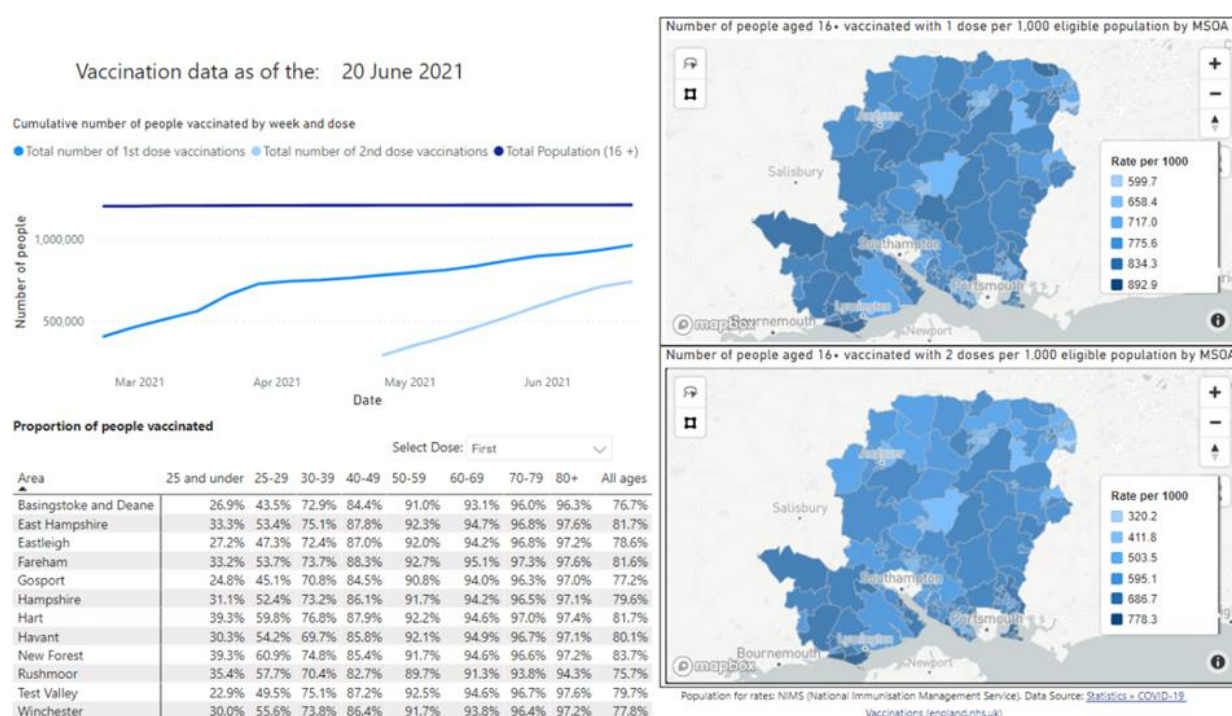 Vaccination data as of the: 20 June 2021
Cumulative number of people vaccinated by week and dose
Total number of 1st dose vaccinations Total number of 2nd dose vaccinations Total Population (16 +)
Number of people
1,000,000
500,000
Mar 2021 Apr 2021 May 2021 Jun 2021
Date
Proportion of people vaccinated
Select Dose: First
Area 25 and under 25-29 30-39 40-49 50-59 60-69 70-79 80+ All ages
Basingstoke and Deane 26.9% 43.5% 72.9% 84.4% 91.0% 93.1% 96.0% 96.3% 76.7%
East Hampshire 33.3% 53.4% 75.1% 87.8% 92.3% 94.7% 96.8% 97.6% 81.7%
Eastleigh 27.2% 47.3% 72.4% 87.0% 92.0% 94.2% 96.8% 97.2% 78.6%
Fareham 33.2% 53.7% 73.7% 88.3% 92.7% 95.1% 97.3% 97.6% 81.6%
Gosport 24.8% 45.1% 70.8% 84.5% 90.8% 94.0% 96.3% 97.0% 77.2%
Hampshire 31.1% 52.4% 73.2% 86.1% 91.7% 94.2% 96.5% 97.1% 79.6%
Hart 39.3% 59.8% 76.8% 87.9% 92.2% 94.6% 97.0% 97.4% 81.7%
Havant 30.3% 54.2% 69.7% 85.8% 92.1% 94.9% 96.7% 97.1% 80.1%
New Forest 39.3% 60.9% 74.8% 85.4% 91.7% 94.6% 96.6% 97.2% 83.7%
Rushmoor 35.4% 57.7% 70.4% 82.7% 89.7% 91.3% 93.8% 94.3% 75.7%
Test Valley 22.9% 49.5% 75.1% 87.2% 92.5% 94.6% 96.7% 97.6% 79.7%
Winchester 30.0% 55.6% 73.8% 86.4% 91.7% 93.8% 96.4% 97.2% 77.8%
Number of people aged 16+ vaccinated with 1 dose per 1,000 eligible population by MSOA
Andover
Salisbury
Southampton
Portsmouth
Lymington
Newport
mapbox
Rate per 1000
599.7
658.4
717.0
775.6
834.3
892.9
Number of people aged 16+ vaccinated with 2 doses per 1,000 eligible population by MSOA
Andover
Salisbury
Southampton
Portsmouth
Lymington
Bournemouth
Newport
mapbox
Rate per 1000
320.2
411.8
503.5
595.1
686.7
778.3
Population for rates: NIMS (National Immunisation Management Service). Data Source: Statistics » COVID-19
Vaccinations (england.nhs.uk)